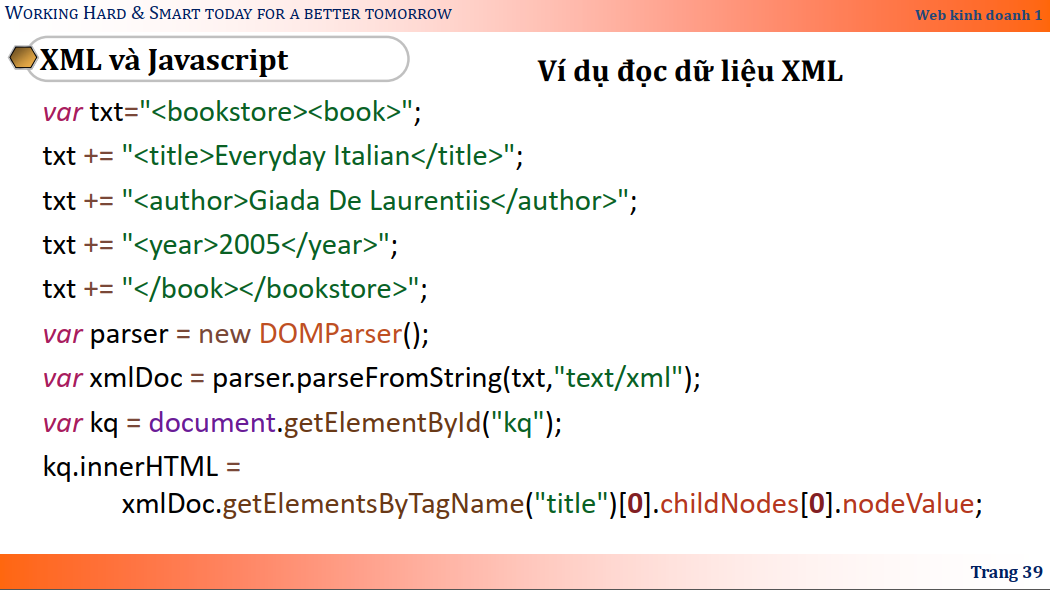 WORKING HARD & SMART TODAY FOR A BETTER TOMORROW
Web kinh doanh 1
XML và Javascript
Ví dụ đọc dữ liệu XML
var txt="<bookstore><book>";
txt += "<title>Everyday Italian</title>";
txt += "<author>Giada De Laurentiis</author>";
txt += "<year>2005</year>";
txt += "</book></bookstore>";
var parser = new DOMParser();
var xmlDoc = parser.parseFromString(txt,"text/xml");
var kq = document.getElementById("kq");
kq.innerHTML =
xmlDoc.getElementsByTagName("title")[0].childNodes[0].nodeValue;
Trang 39